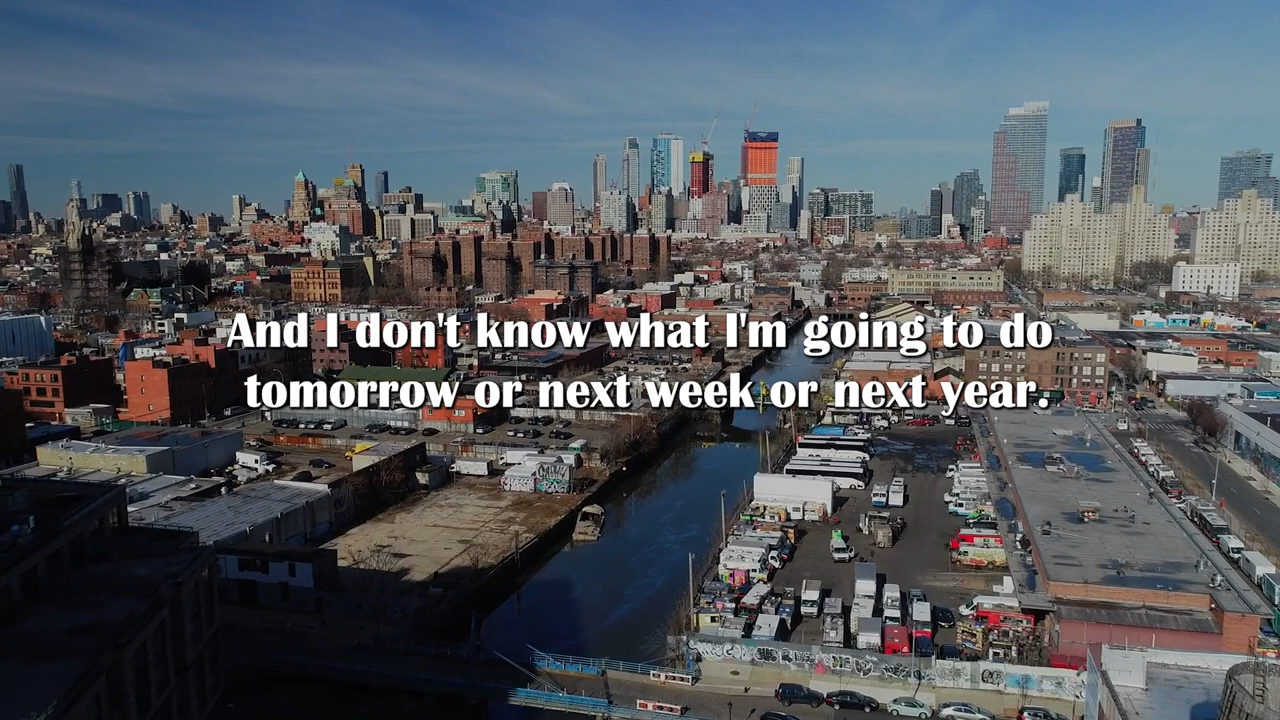 And I don't know what I'm going to do
tomorrow or next week or next year.